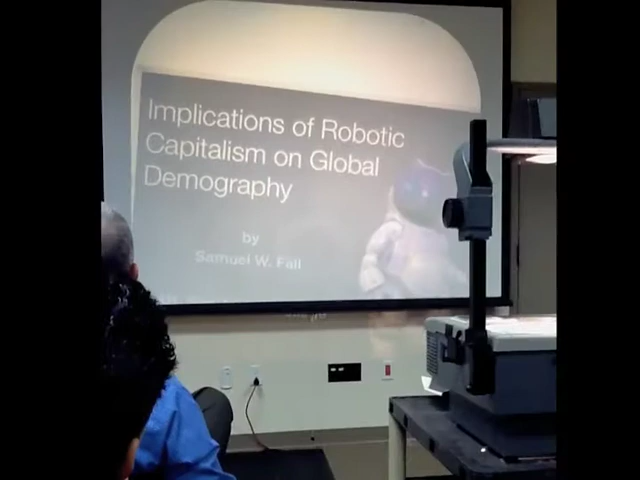 Implications of Robotic
Capitalism on Global
Demography
by
Samuel W. Fall